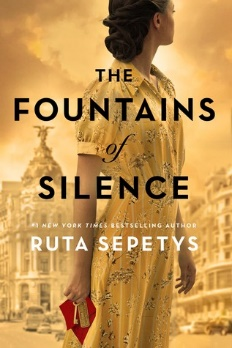 THE
FOUNTAINS
of
SILENCE
#1 NEW YORK TIMES BESTSELLING AUTHOR
RUTA SEPETYS